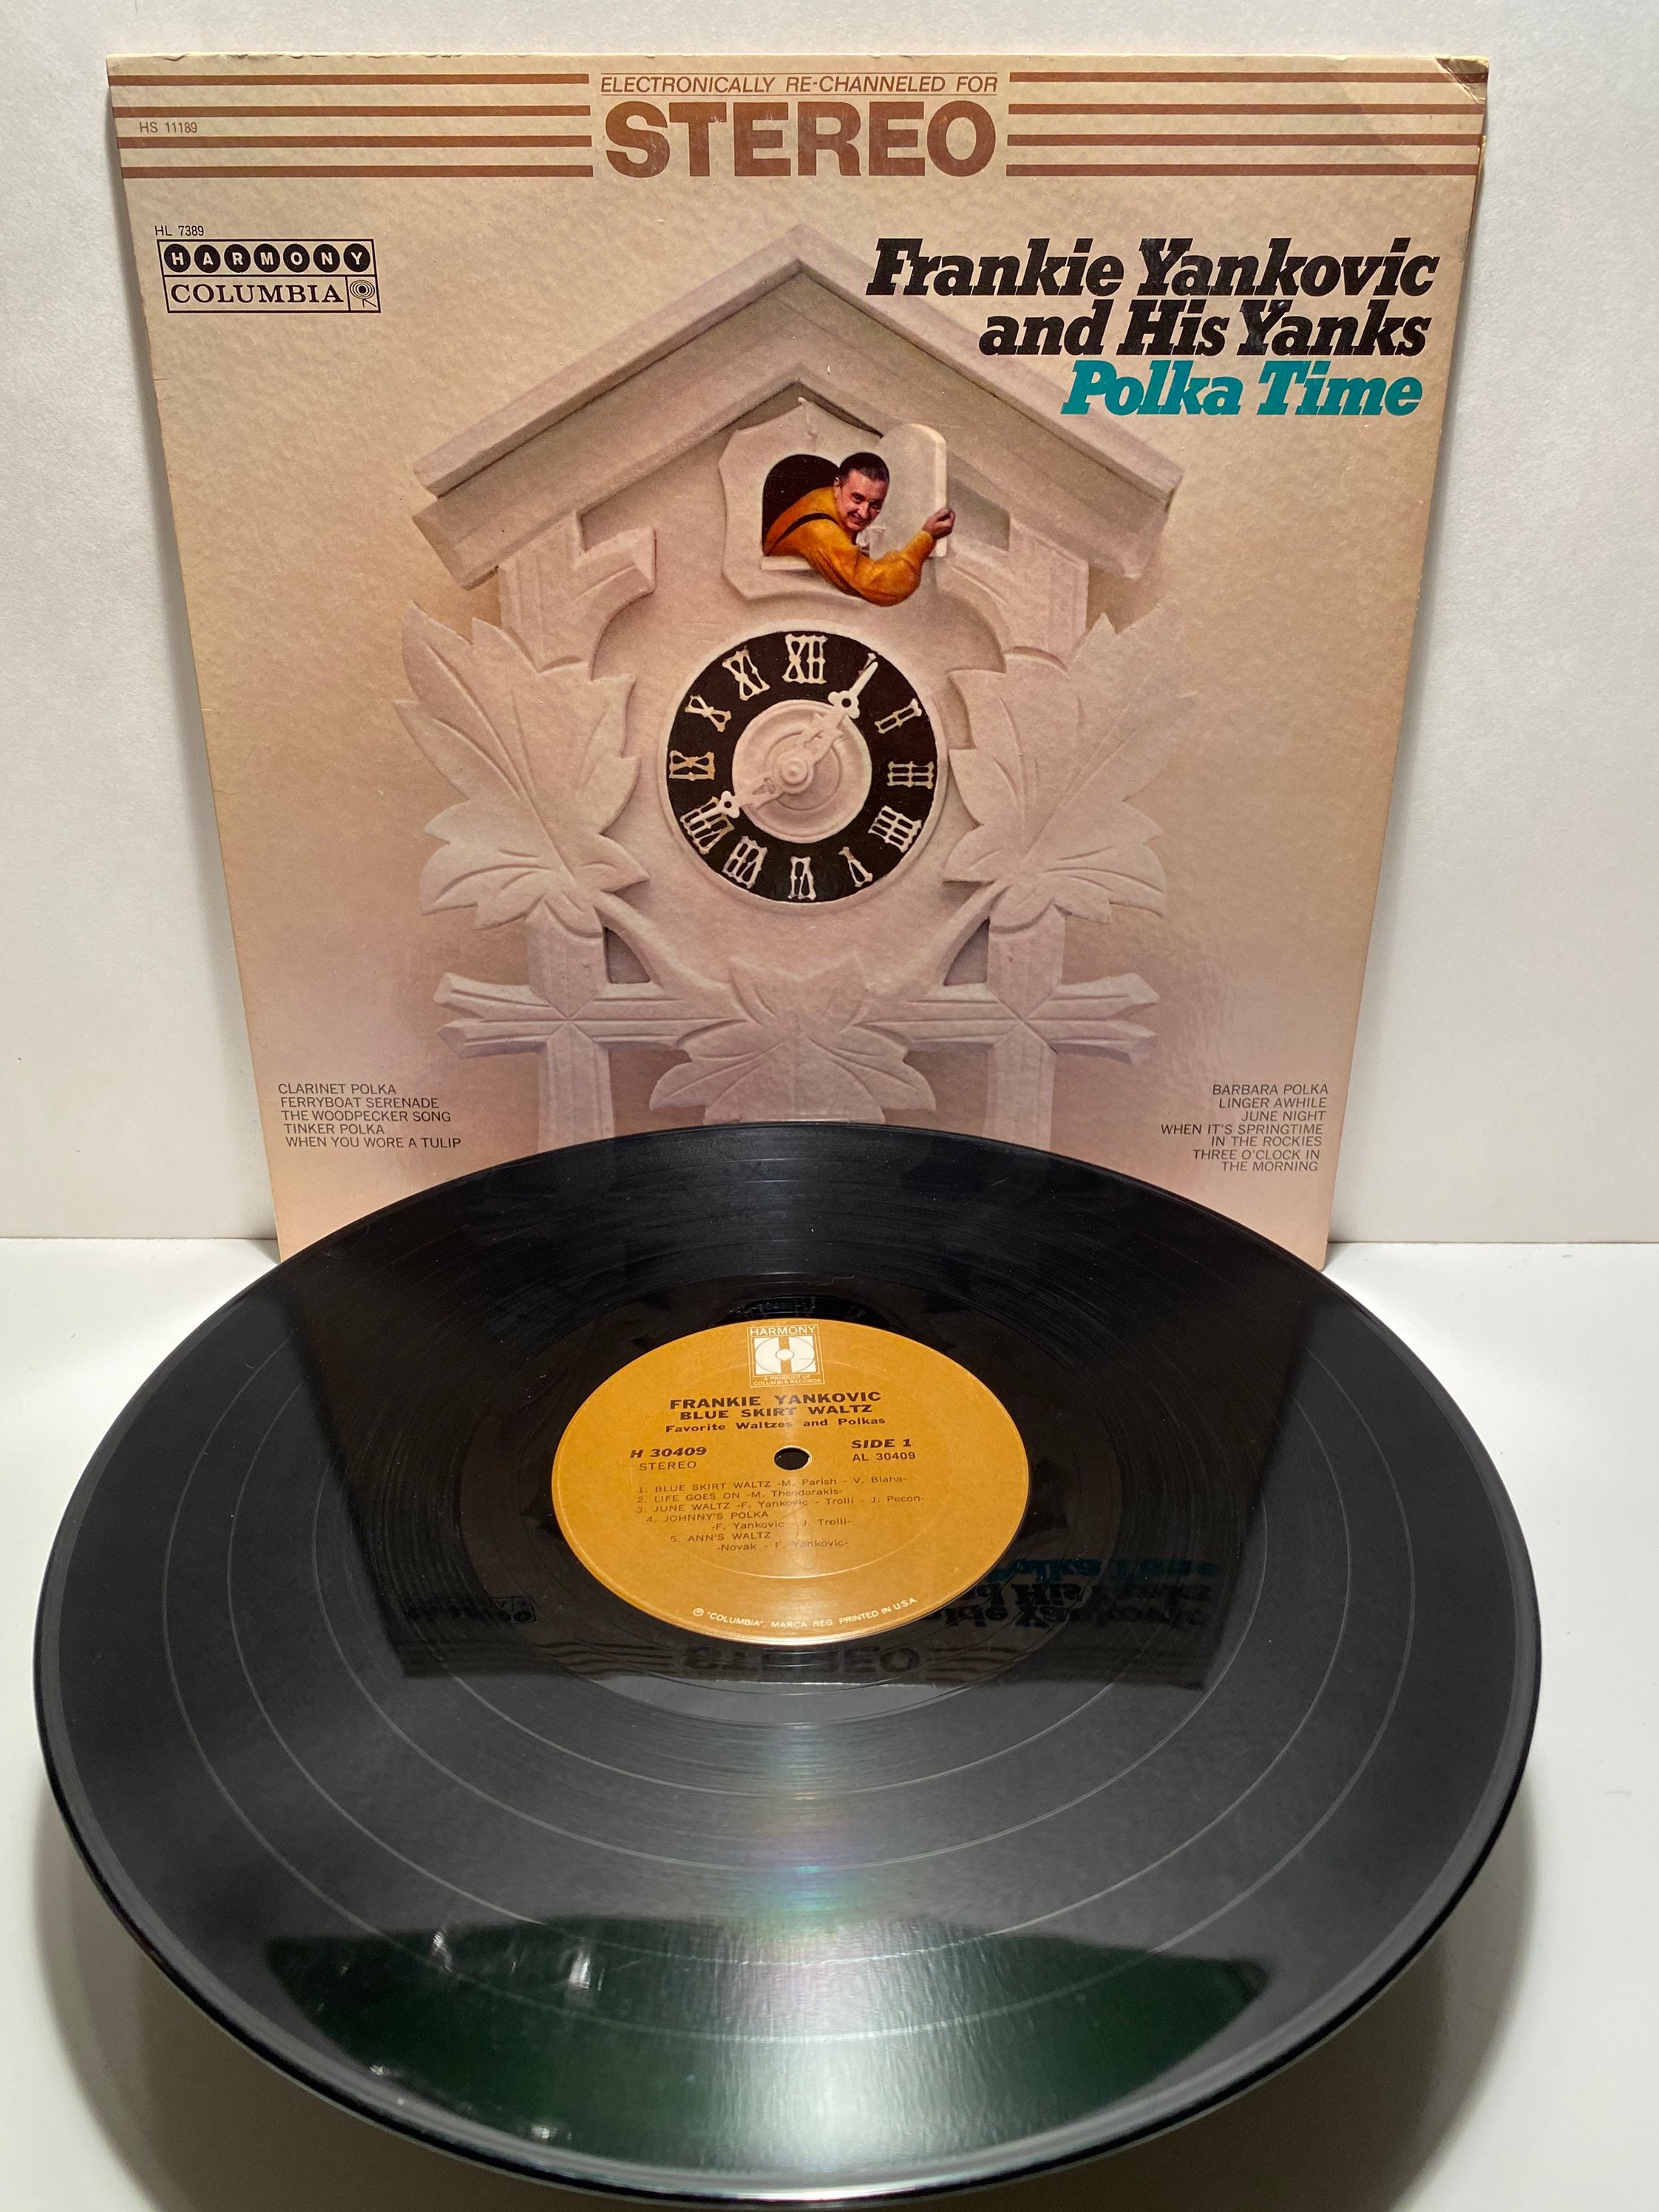 ELECTRONICALLY RE-CHANNELED FOR
STEREO
HS 11189
HL 7389
HARMONY
COLUMBIA
Frankie Yankovic
and His Yanks
Polka Time
XII
CLARINET POLKA
FERRYBOAT SERENADE
THE WOODPECKER SONG
TINKER POLKA
WHEN YOU WORE A TULIP
BARBARA POLKA
LINGER AWHILE
JUNE NIGHT
WHEN IT'S SPRINGTIME
IN THE ROCKIES
THREE O'CLOCK IN
THE MORNING
HARMONY
H
A PRODUCT OF
COLUMBIA RECORDS
FRANKIE YANKOVIC
BLUE SKIRT WALTZ
Favorite Waltzes and Polkas
H 30409
STEREO
SIDE 1
AL 30409
1. BLUE SKIRT WALTZ -M. Parish - V. Blaha-
2. LIFE GOES ON -M. Theodorakis-
3. JUNE WALTZ -F. Yankovic - Trolli - J. Pecon-
4. JOHNNY'S POLKA
-F. Yankovic - J. Trolli-
5. ANN'S WALTZ
-Novak - F. Yankovic-
℗ "COLUMBIA", MARCA REG. PRINTED IN U.S.A.